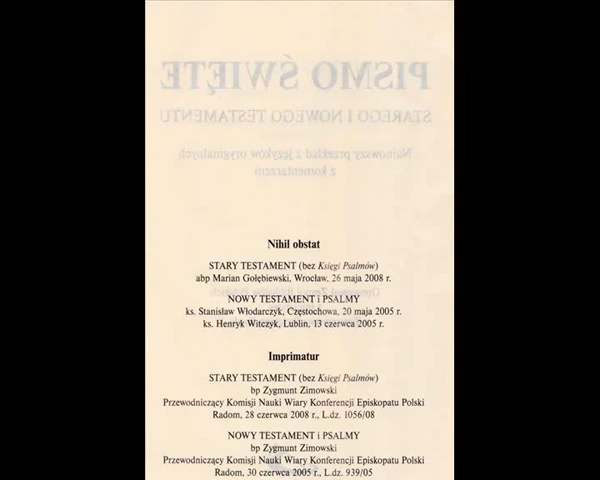 PISMO ŚWIĘTE
STAREGO I NOWEGO TESTAMENTU
Najnowszy przekład z języków oryginalnych
z komentarzem
Nihil obstat
STARY TESTAMENT (bez Księgi Psalmów)
abp Marian Gołębiewski, Wrocław, 26 maja 2008 r.
NOWY TESTAMENT i PSALMY
ks. Stanisław Włodarczyk, Częstochowa, 20 maja 2005 r.
ks. Henryk Witczyk, Lublin, 13 czerwca 2005 r.
Imprimatur
STARY TESTAMENT (bez Księgi Psalmów)
bp Zygmunt Zimowski
Przewodniczący Komisji Nauki Wiary Konferencji Episkopatu Polski
Radom, 28 czerwca 2008 r., L.dz. 1056/08
NOWY TESTAMENT i PSALMY
bp Zygmunt Zimowski
Przewodniczący Komisji Nauki Wiary Konferencji Episkopatu Polski
Radom, 30 czerwca 2005 r., L.dz. 939/05